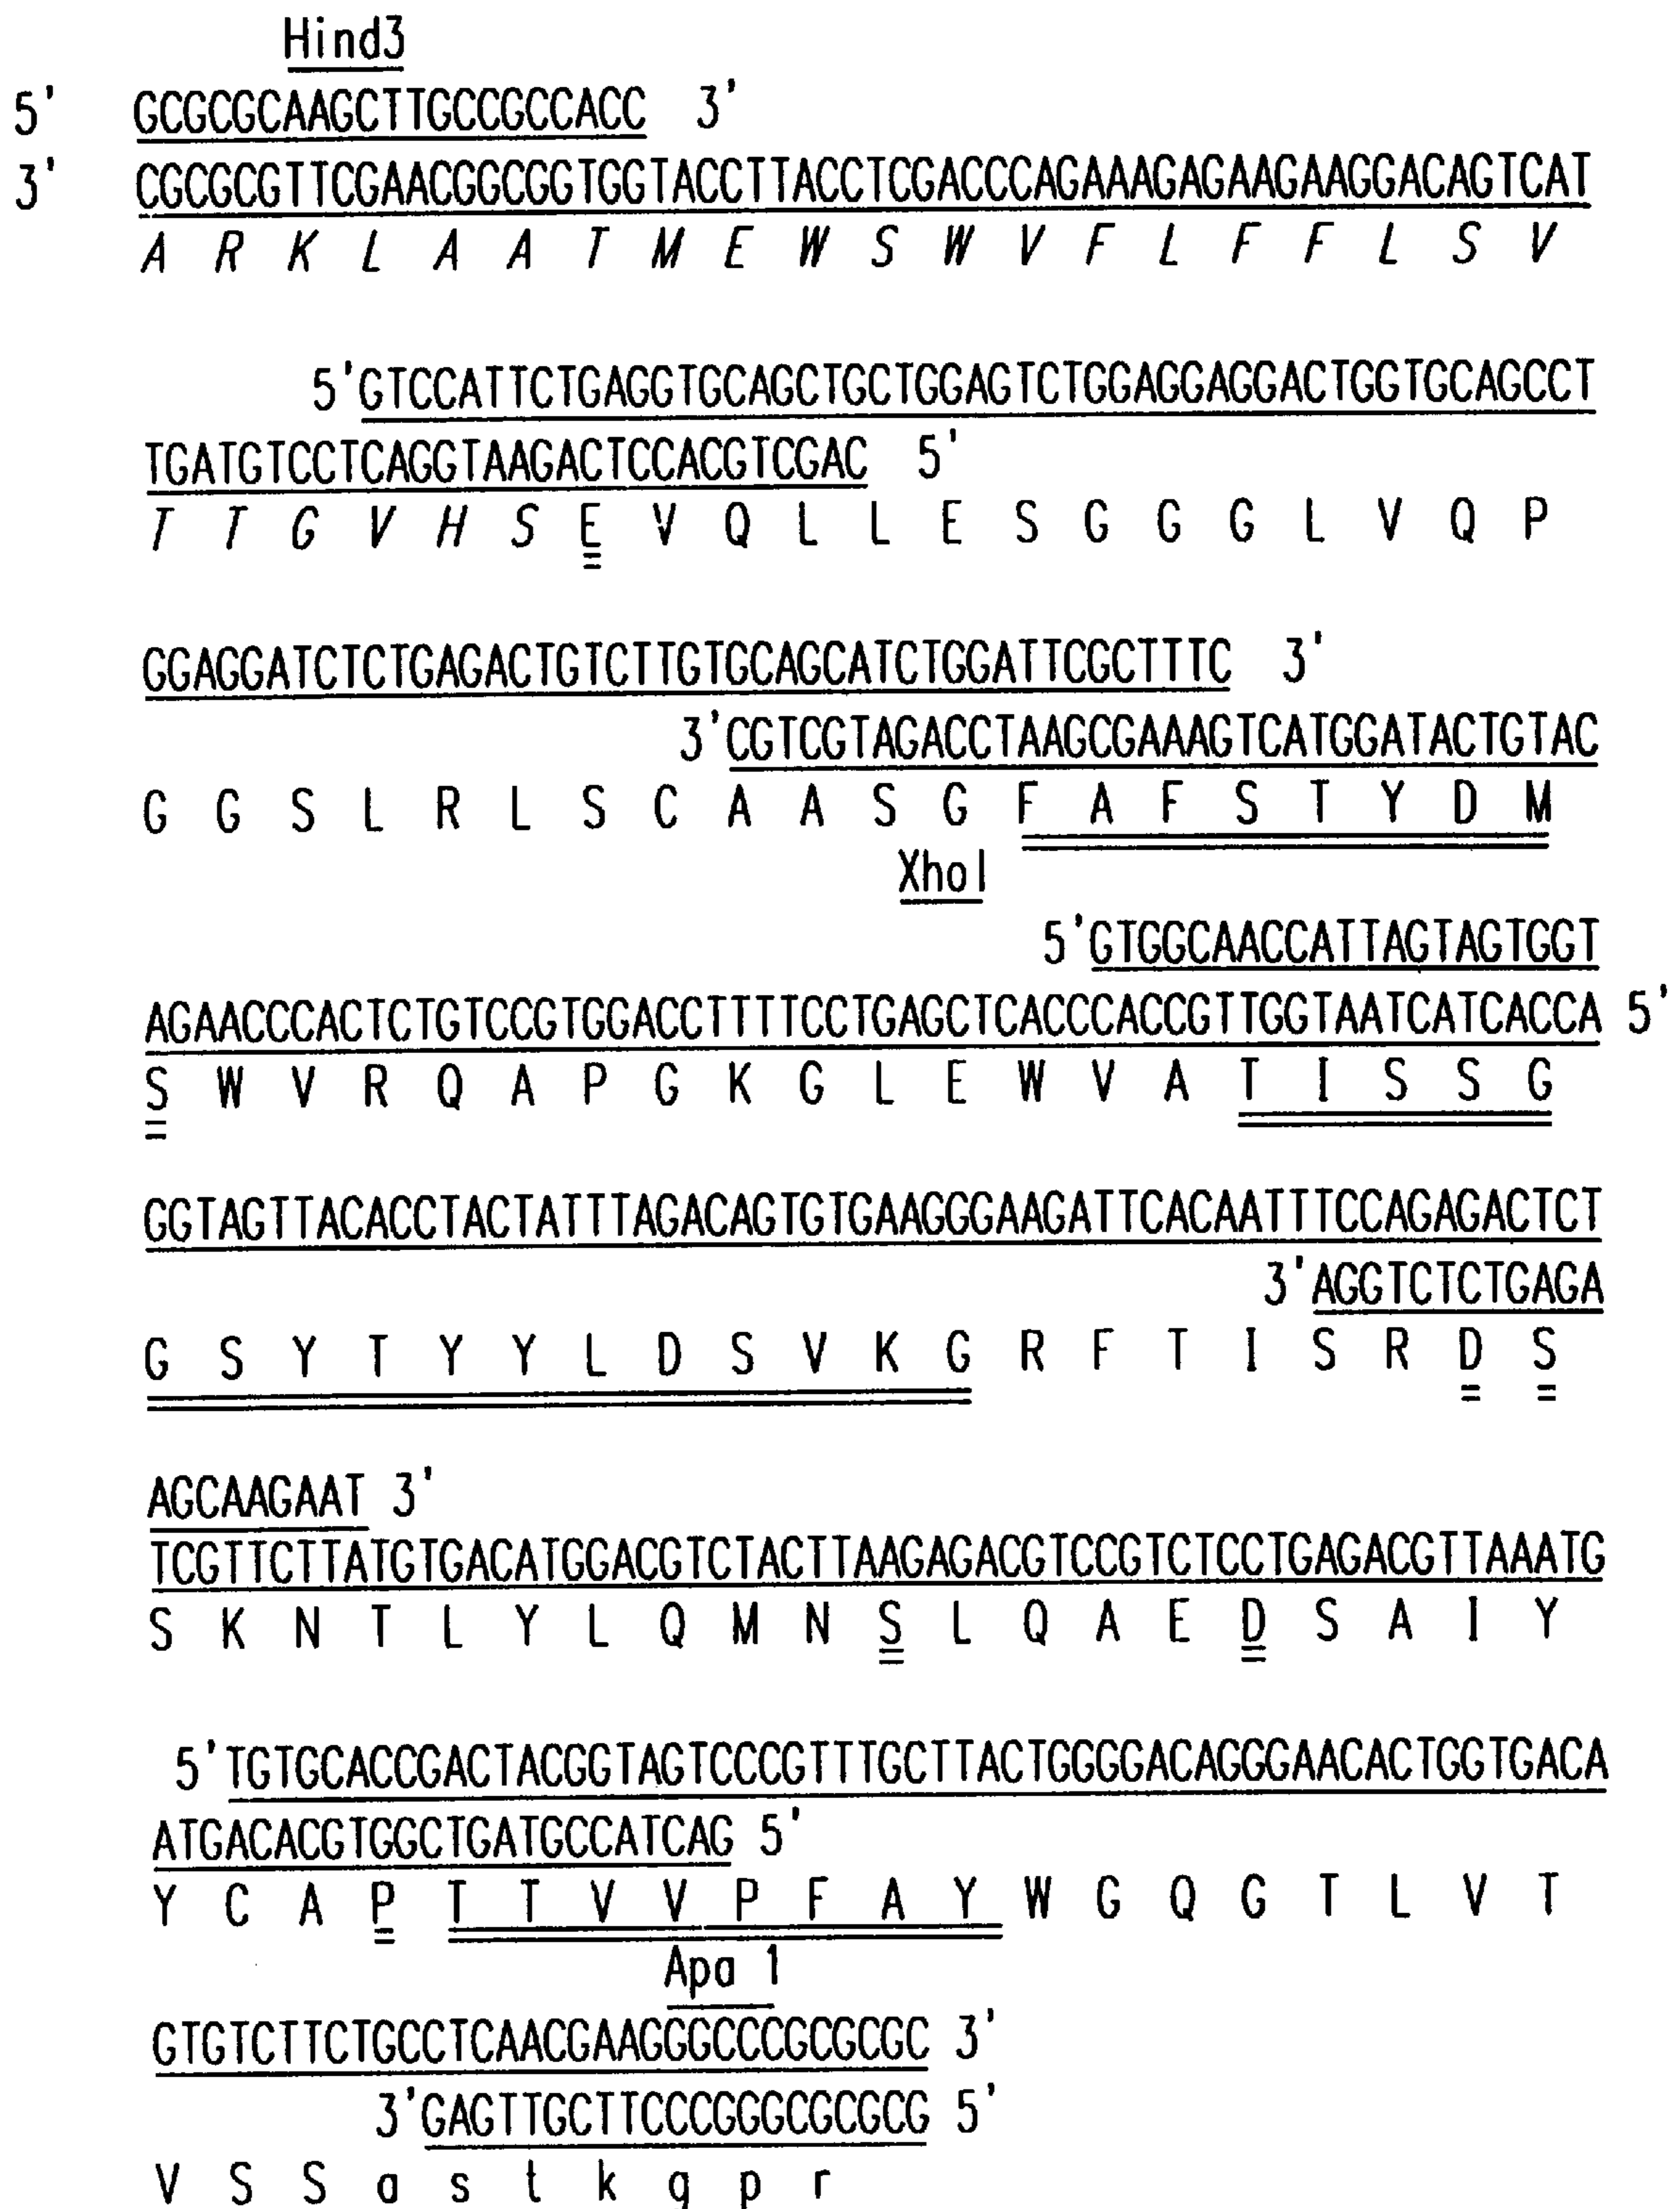 Hind3
5' GCGCGCAAGCTTGCCGCCACC 3'
3' CGCGCGTTCGAACGGCGGTGGTACCTTACCTCGACCCAGAAAGAGAAGAAGGACAGTCAT
A R K L A A T M E W S W V F L F F L S V
5'GTCCATTCTGAGGTGCAGCTGCTGGAGTCTGGAGGAGGACTGGTGCAGCCT
TGATGTCCTCAGGTAAGACTCCACGTCGAC 5'
T T G V H S E V Q L L E S G G G L V Q P
GGAGGATCTCTGAGACTGTCTTGTGCAGCATCTGGATTCGCTTTC 3'
3'CGTCGTAGACCTAAGCGAAAGTCATGGATACTGTAC
G G S L R L S C A A S G F A F S T Y D M
XhoI
5'GTGGCAACCATTAGTAGTGGT
AGAACCCACTCTGTCCGTGGACCTTTTCCTGAGCTCACCCACCGTTGGTAATCATCACCA 5'
S W V R Q A P G K G L E W V A T I S S G
GGTAGTTACACCTACTATTTAGACAGTGTGAAGGGAAGATTCACAATTTCCAGAGACTCT
3'AGGTCTCTGAGA
G S Y T Y Y L D S V K G R F T I S R D S
AGCAAGAAT 3'
TCGTTCTTATGTGACATGGACGTCTACTTAAGAGACGTCCGTCTCCTGAGACGTTAAATG
S K N T L Y L Q M N S L Q A E D S A I Y
5'TGTGCACCGACTACGGTAGTCCCGTTTGCTTACTGGGGACAGGGAACACTGGTGACA
ATGACACGTGGCTGATGCCATCAG 5'
Y C A P T T V V P F A Y W G Q G T L V T
Apa 1
GTGTCTTCTGCCTCAACGAAGGGCCCGCGCGC 3'
3'GAGTTGCTTCCCGGGCGCGCG 5'
V S S a s t k g p r